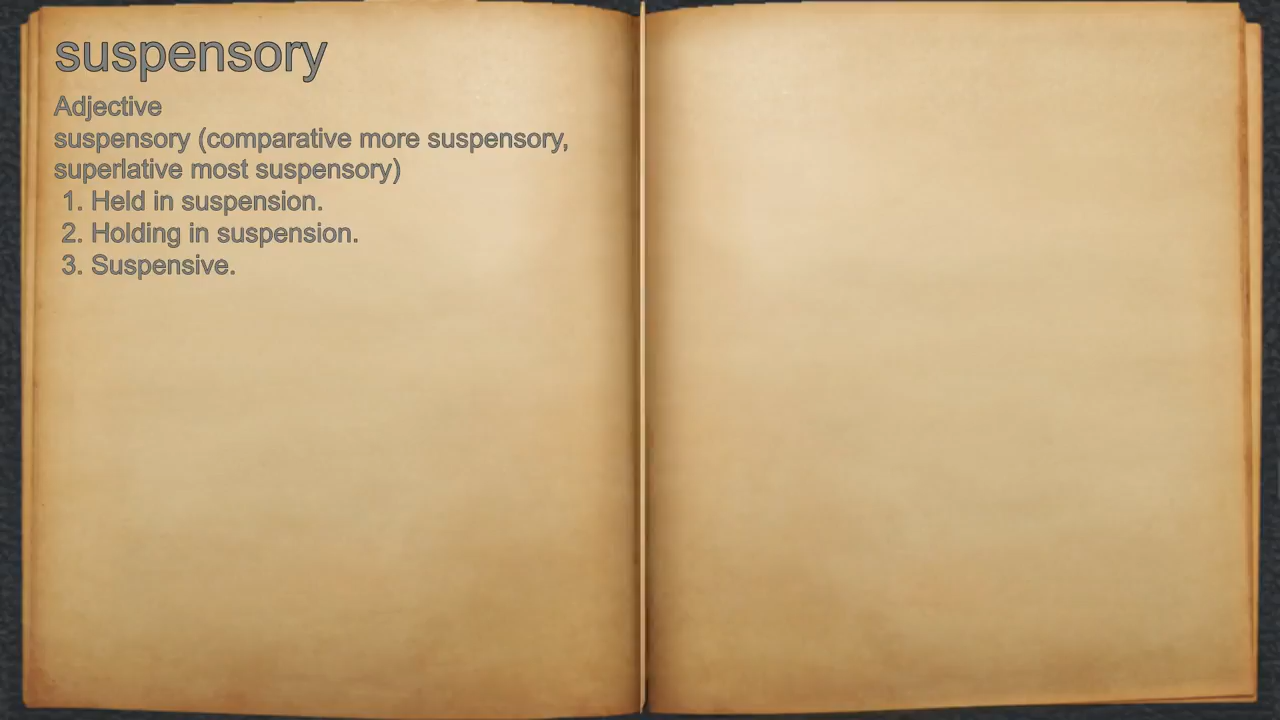 suspensory
Adjective
suspensory (comparative more suspensory,
superlative most suspensory)
1. Held in suspension.
2. Holding in suspension.
3. Suspensive.